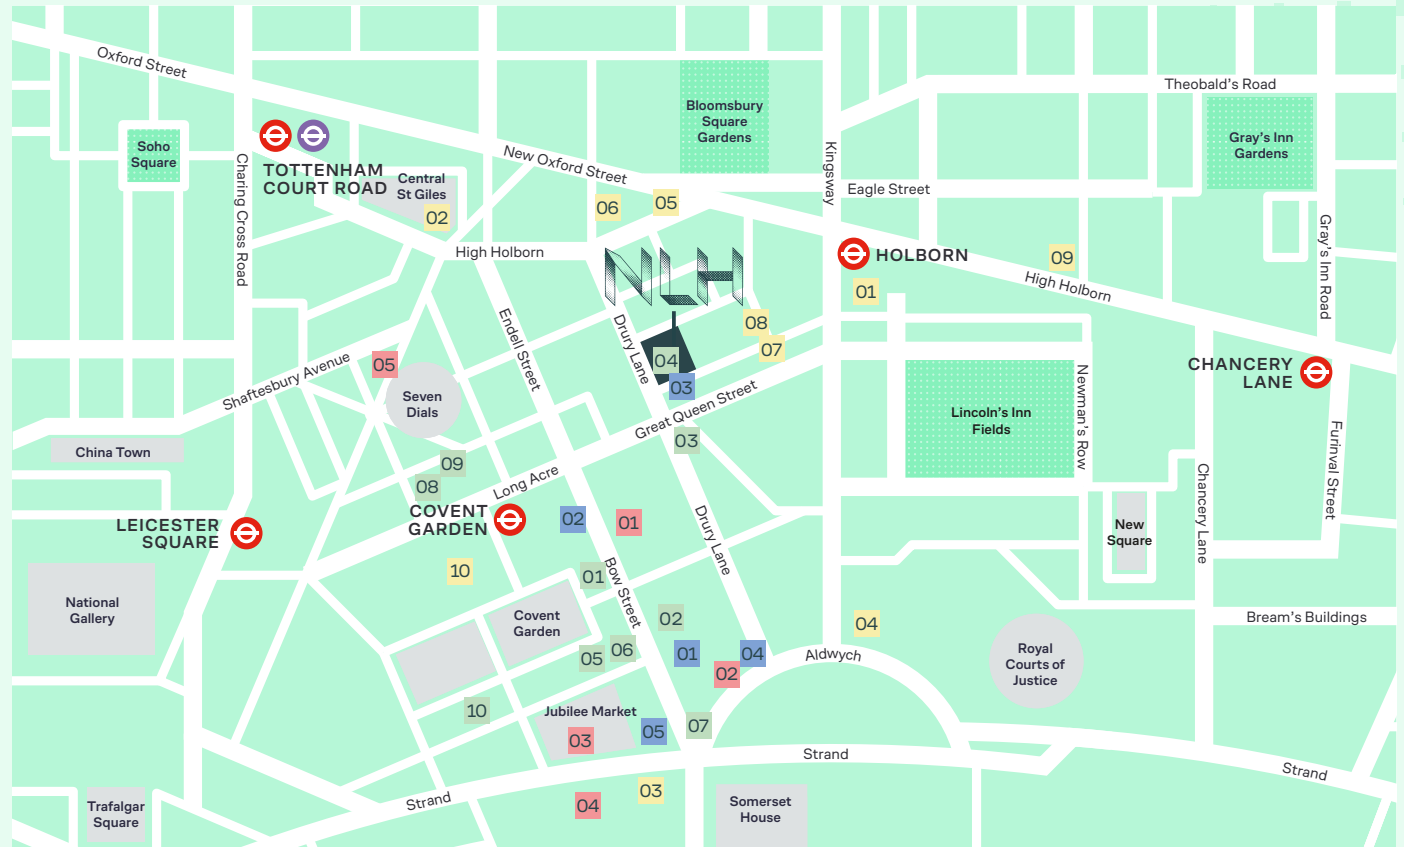 Oxford Street
Theobald's Road
Bloomsbury
Square
Gardens
Gray's Inn
Gardens
Soho
Square
TOTTENHAM
COURT ROAD
Charing Cross Road
Central
St Giles
02
New Oxford Street
06
05
Kingsway
Eagle Street
High Holborn
NLH
HOLBORN
01
09
High Holborn
Gray's Inn Road
08
07
Endell Street
Drury Lane
04
03
Shaftesbury Avenue
05
Seven
Dials
Great Queen Street
03
CHANCERY
LANE
Lincoln's Inn
Fields
Newman's Row
Furinval Street
China Town
09
08
Long Acre
COVENT
GARDEN
LEICESTER
SQUARE
02
01
Drury Lane
New
Square
Chancery Lane
10
01
Bow Street
National
Gallery
Covent
Garden
02
05
06
01
04
02
04
Aldwych
Royal
Courts of
Justice
Bream's Buildings
10
Jubilee Market
03
05
07
Strand
Strand
Strand
03
04
Trafalgar
Square
Somerset
House